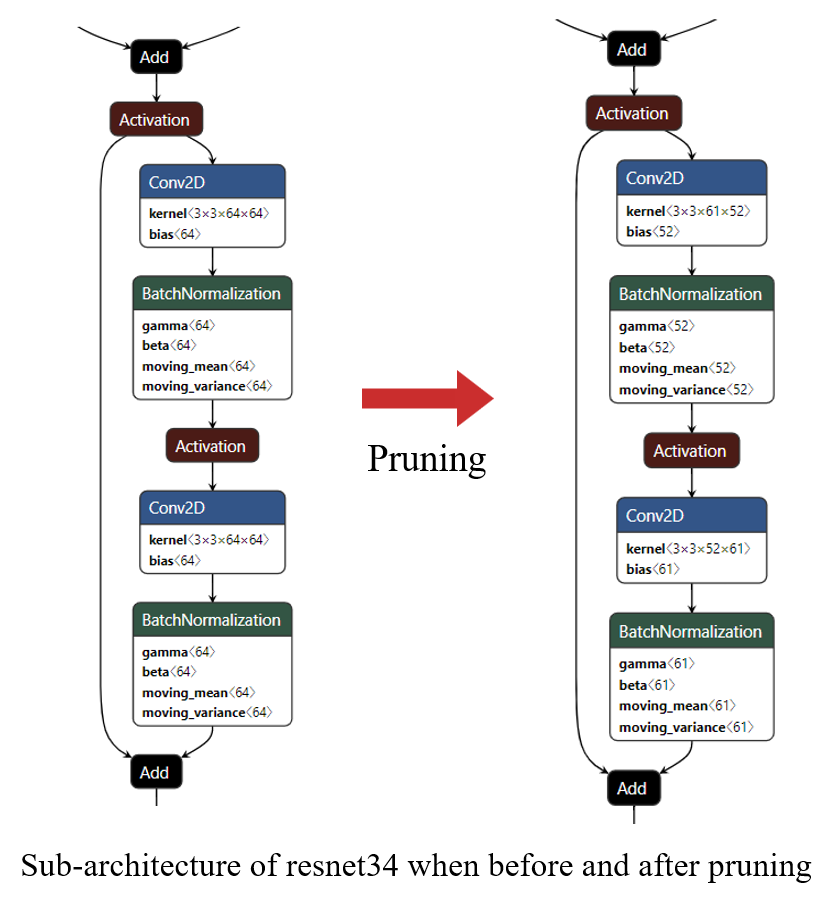 Add
Activation
Conv2D
kernel〈3×3×64×64〉
bias〈64〉
BatchNormalization
gamma〈64〉
beta〈64〉
moving_mean〈64〉
moving_variance〈64〉
Activation
Conv2D
kernel〈3×3×64×64〉
bias〈64〉
BatchNormalization
gamma〈64〉
beta〈64〉
moving_mean〈64〉
moving_variance〈64〉
Add
Pruning
Add
Activation
Conv2D
kernel〈3×3×61×52〉
bias〈52〉
BatchNormalization
gamma〈52〉
beta〈52〉
moving_mean〈52〉
moving_variance〈52〉
Activation
Conv2D
kernel〈3×3×52×61〉
bias〈61〉
BatchNormalization
gamma〈61〉
beta〈61〉
moving_mean〈61〉
moving_variance〈61〉
Add
Sub-architecture of resnet34 when before and after pruning